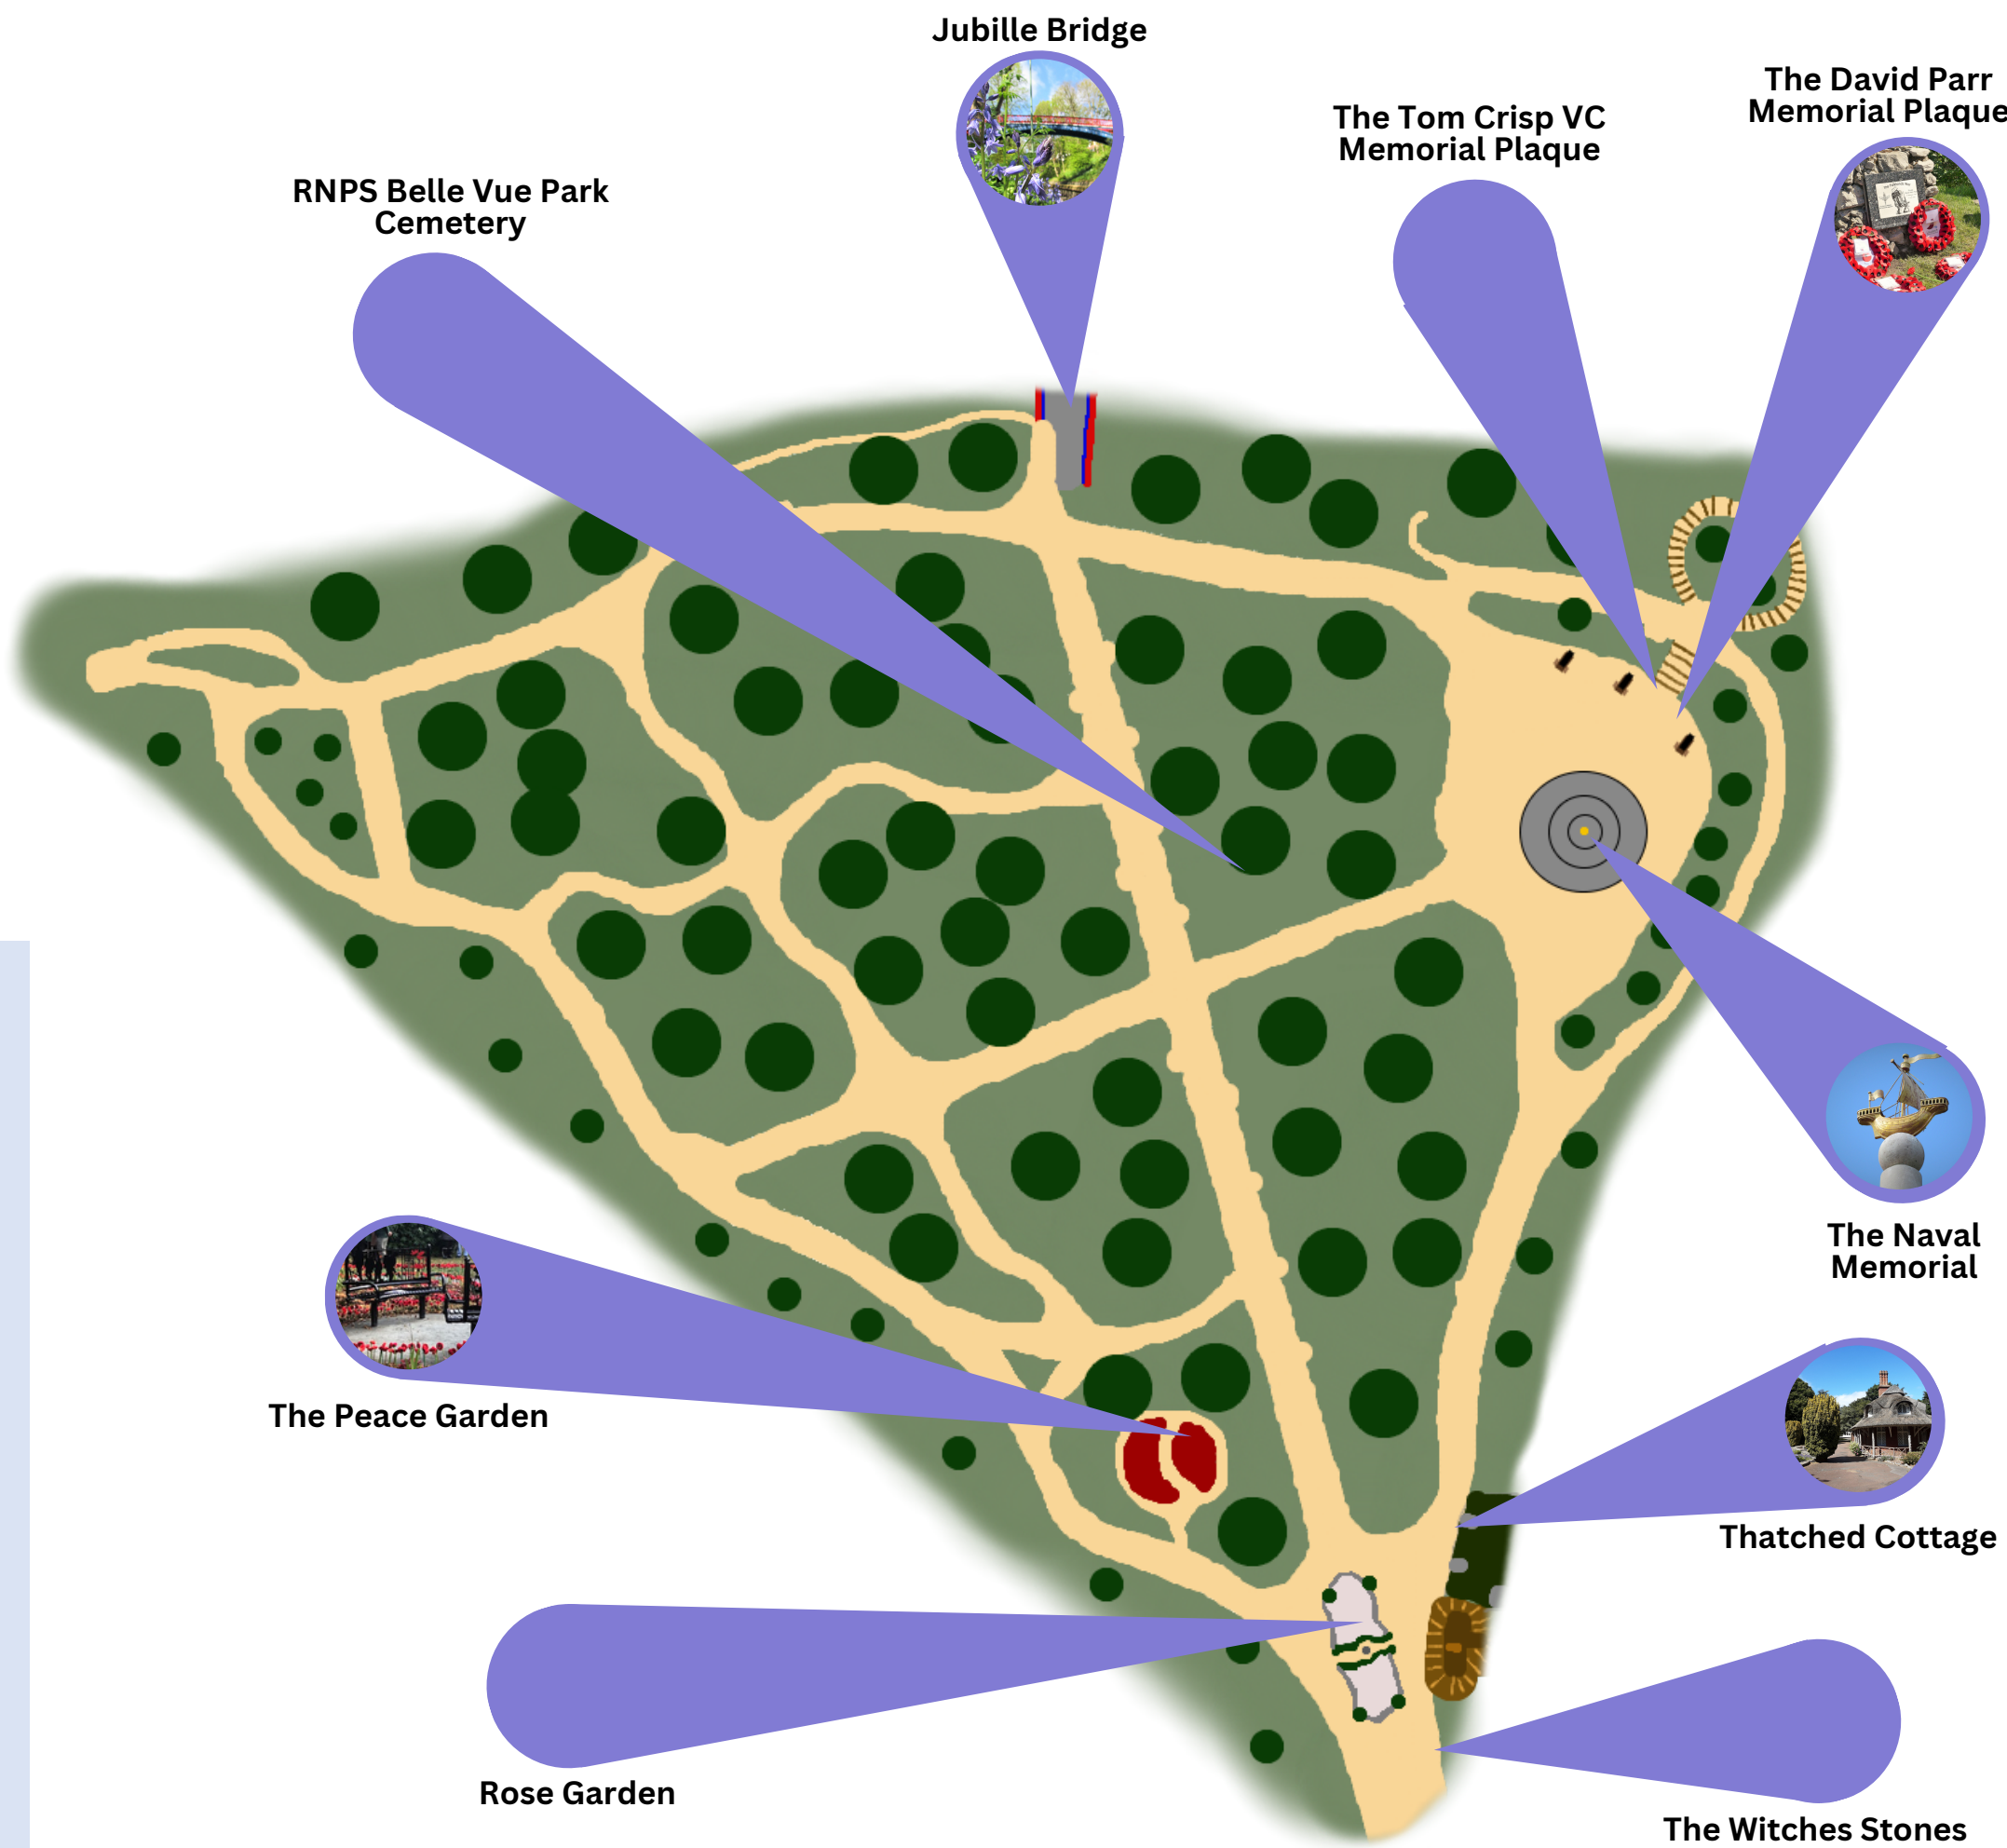 Jubille Bridge
The David Parr
Memorial Plaque
The Tom Crisp VC
Memorial Plaque
RNPS Belle Vue Park
Cemetery
The Naval
Memorial
The Peace Garden
Thatched Cottage
Rose Garden
The Witches Stones